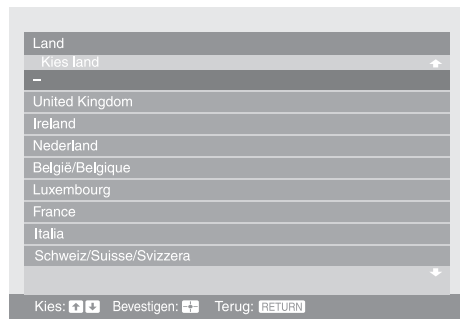 Land
Kies land
–
United Kingdom
Ireland
Nederland
België/Belgique
Luxembourg
France
Italia
Schweiz/Suisse/Svizzera
Kies: Bevestigen: Terug: RETURN